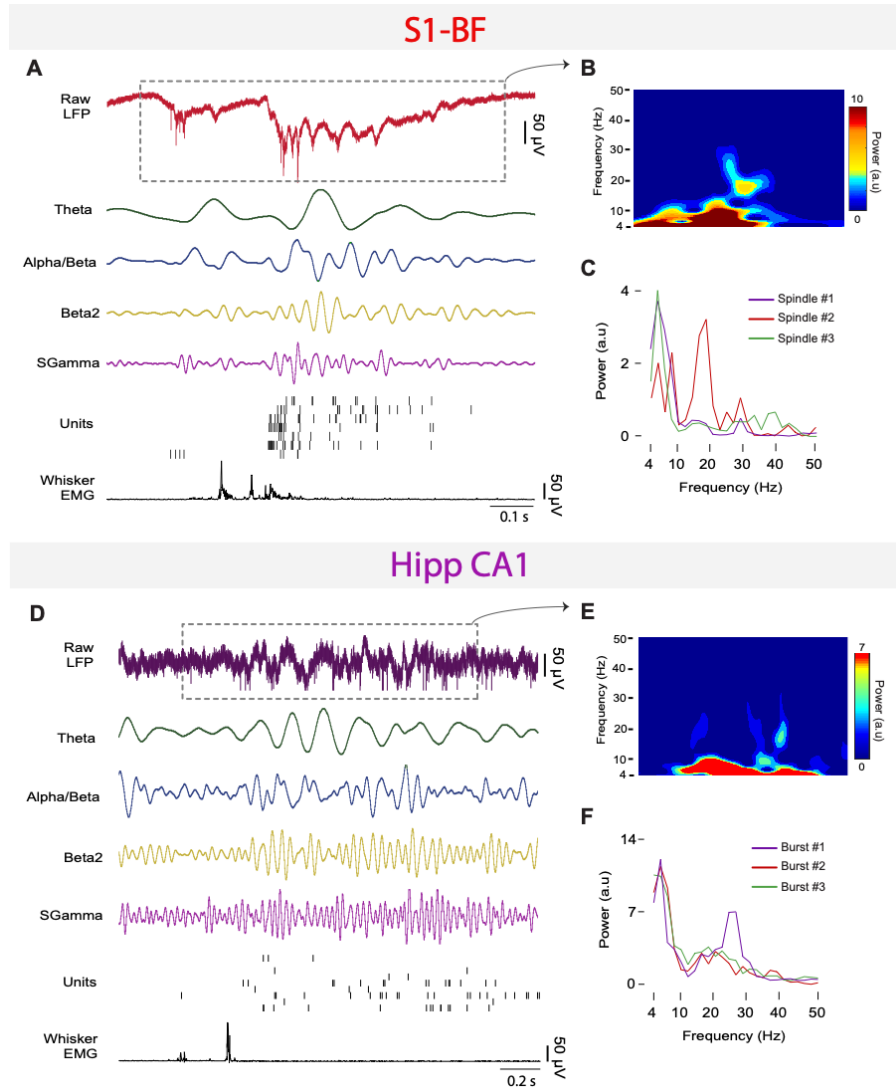 S1-BF
A
Raw
LFP
50 µV
Theta
Alpha/Beta
Beta2
SGamma
Units
Whisker
EMG
50 µV
0.1 s
B
50
40
30
20
10
4
Frequency (Hz)
10
0
Power (a.u)
C
4
2
0
Power (a.u)
Spindle #1
Spindle #2
Spindle #3
4 10 20 30 40 50
Frequency (Hz)
Hipp CA1
D
Raw
LFP
50 µV
Theta
Alpha/Beta
Beta2
SGamma
Units
Whisker
EMG
50 µV
0.2 s
E
50
40
30
20
10
4
Frequency (Hz)
7
0
Power (a.u)
F
14
7
0
Power (a.u)
Burst #1
Burst #2
Burst #3
4 10 20 30 40 50
Frequency (Hz)